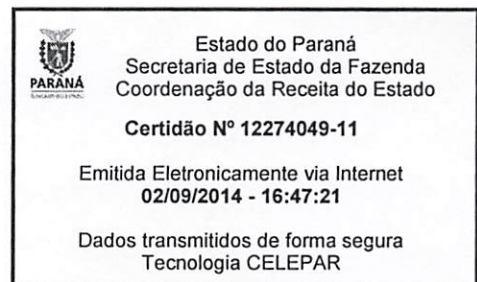 PARANÁ
Estado do Paraná
Secretaria de Estado da Fazenda
Coordenação da Receita do Estado
Certidão Nº 12274049-11
Emitida Eletronicamente via Internet
02/09/2014 - 16:47:21
Dados transmitidos de forma segura
Tecnologia CELEPAR